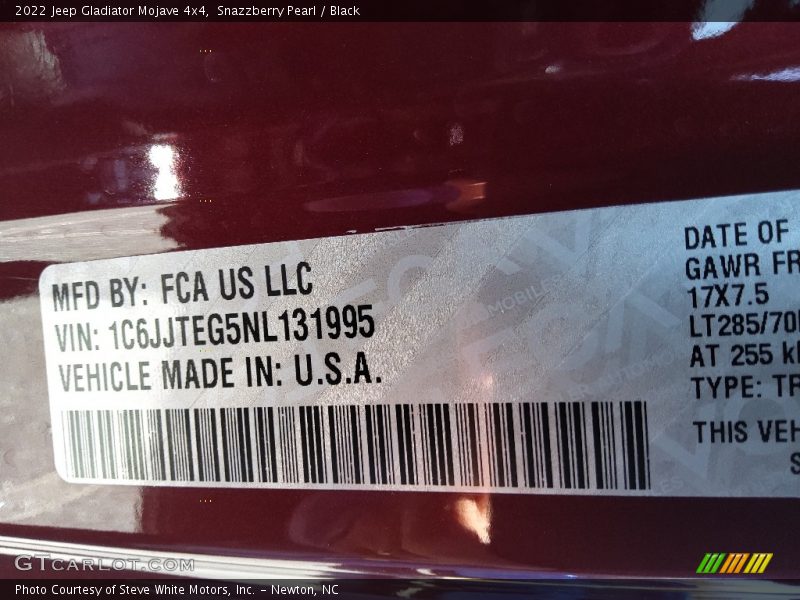 2022 Jeep Gladiator Mojave 4x4, Snazzberry Pearl / Black
MFD BY: FCA US LLC
VIN: 1C6JJTEG5NL131995
VEHICLE MADE IN: U.S.A.
DATE OF
GAWR FR
17X7.5
LT285/70
AT 255
TYPE: TR
THIS VEH
GTCARLOT.COM
Photo Courtesy of Steve White Motors, Inc. – Newton, NC